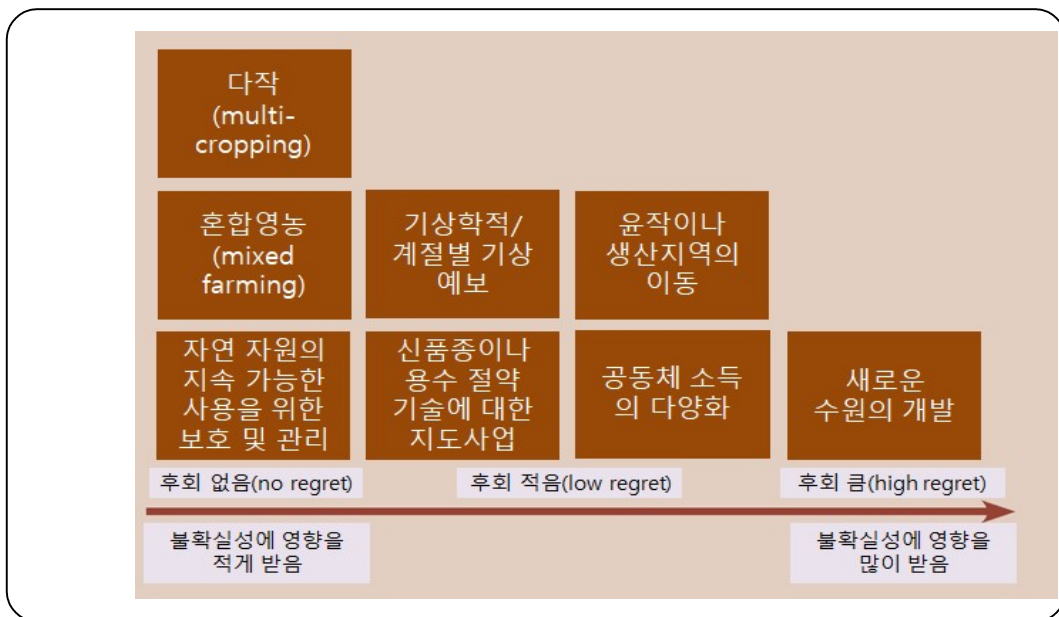 다작
(multi-
cropping)
혼합영농
(mixed
farming)
기상학적/
계절별 기상
예보
윤작이나
생산지역의
이동
자연 자원의
지속 가능한
사용을 위한
보호 및 관리
신품종이나
용수 절약
기술에 대한
지도사업
공동체 소득
의 다양화
새로운
수원의 개발
후회 없음(no regret)
후회 적음(low regret)
후회 큼(high regret)
불확실성에 영향을
적게 받음
불확실성에 영향을
많이 받음